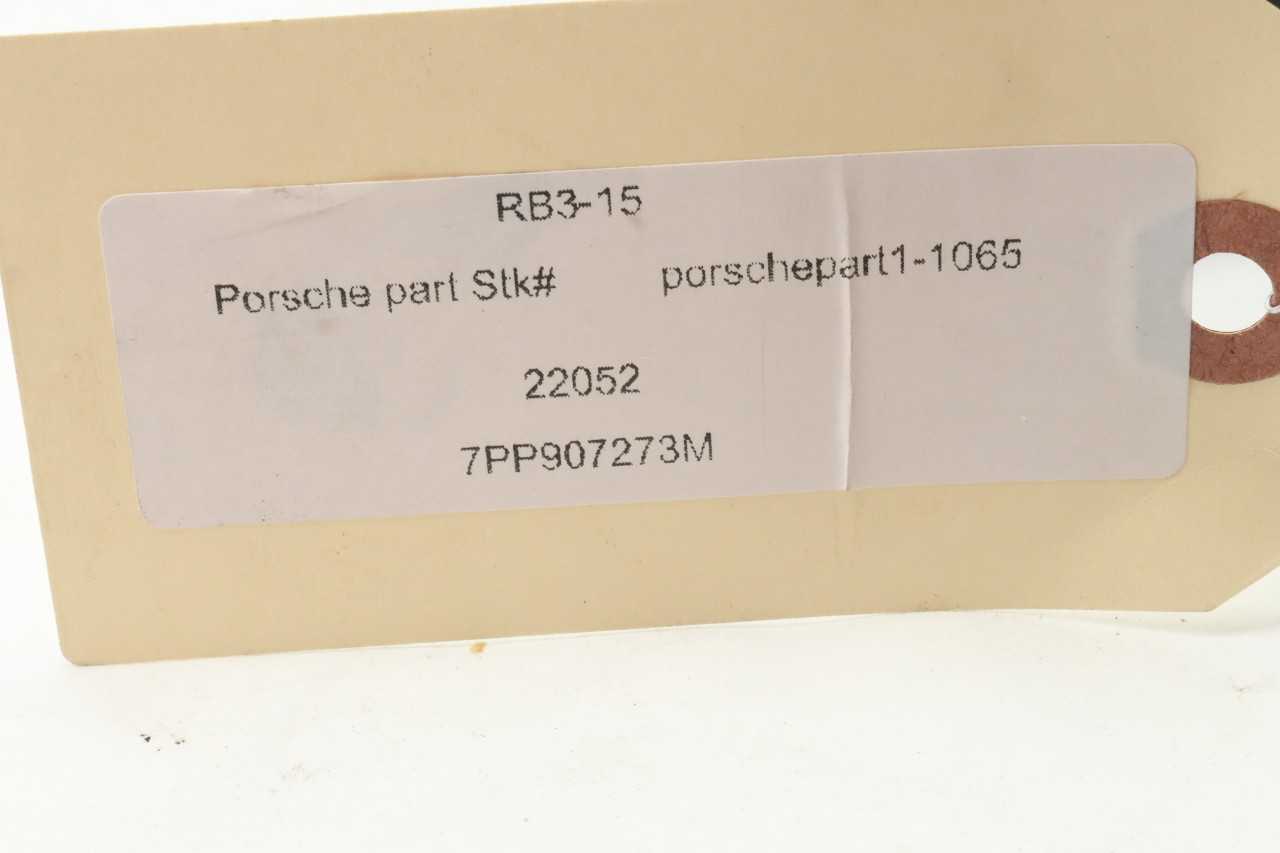 RB3-15
Porsche part Stk# porschepart1-1065
22052
7PP907273M